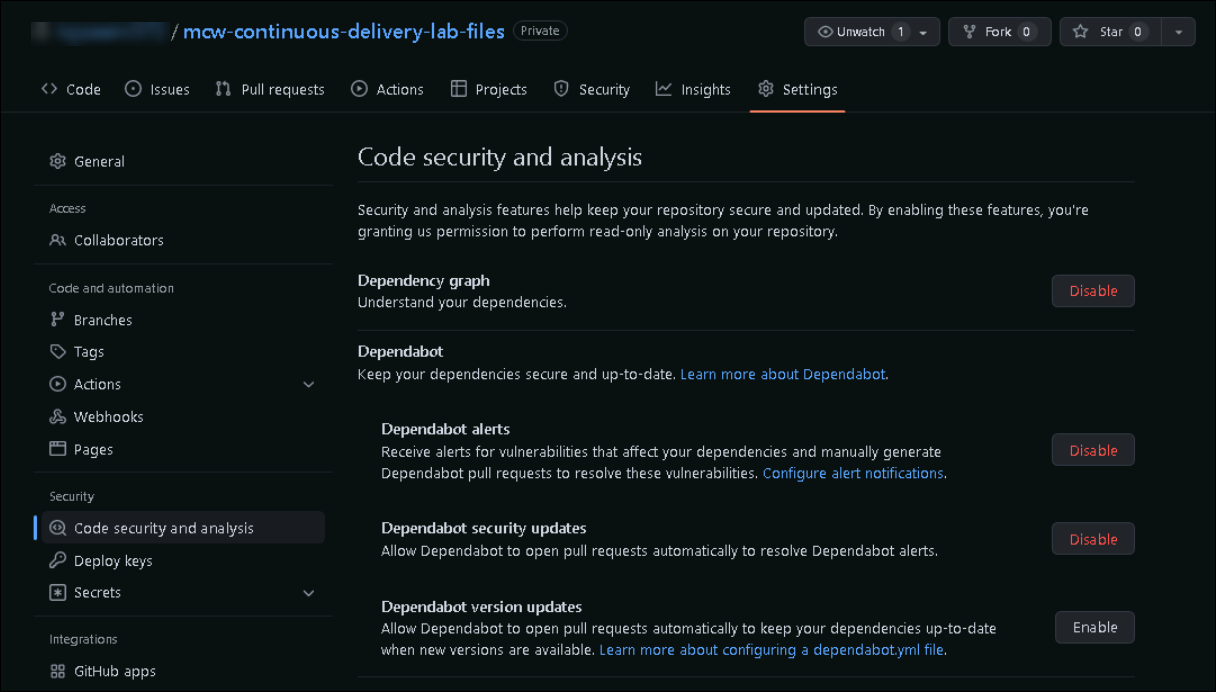 / mcw-continuous-delivery-lab-files Private
Unwatch 1 Fork 0 Star 0
Code Issues Pull requests Actions Projects Security Insights Settings
General
Access
Collaborators
Code and automation
Branches
Tags
Actions
Webhooks
Pages
Security
Code security and analysis
Deploy keys
Secrets
Integrations
GitHub apps
Code security and analysis
Security and analysis features help keep your repository secure and updated. By enabling these features, you're
granting us permission to perform read-only analysis on your repository.
Dependency graph
Understand your dependencies.
Disable
Dependabot
Keep your dependencies secure and up-to-date. Learn more about Dependabot.
Dependabot alerts
Receive alerts for vulnerabilities that affect your dependencies and manually generate
Dependabot pull requests to resolve these vulnerabilities. Configure alert notifications.
Disable
Dependabot security updates
Allow Dependabot to open pull requests automatically to resolve Dependabot alerts.
Disable
Dependabot version updates
Allow Dependabot to open pull requests automatically to keep your dependencies up-to-date
when new versions are available. Learn more about configuring a dependabot.yml file.
Enable